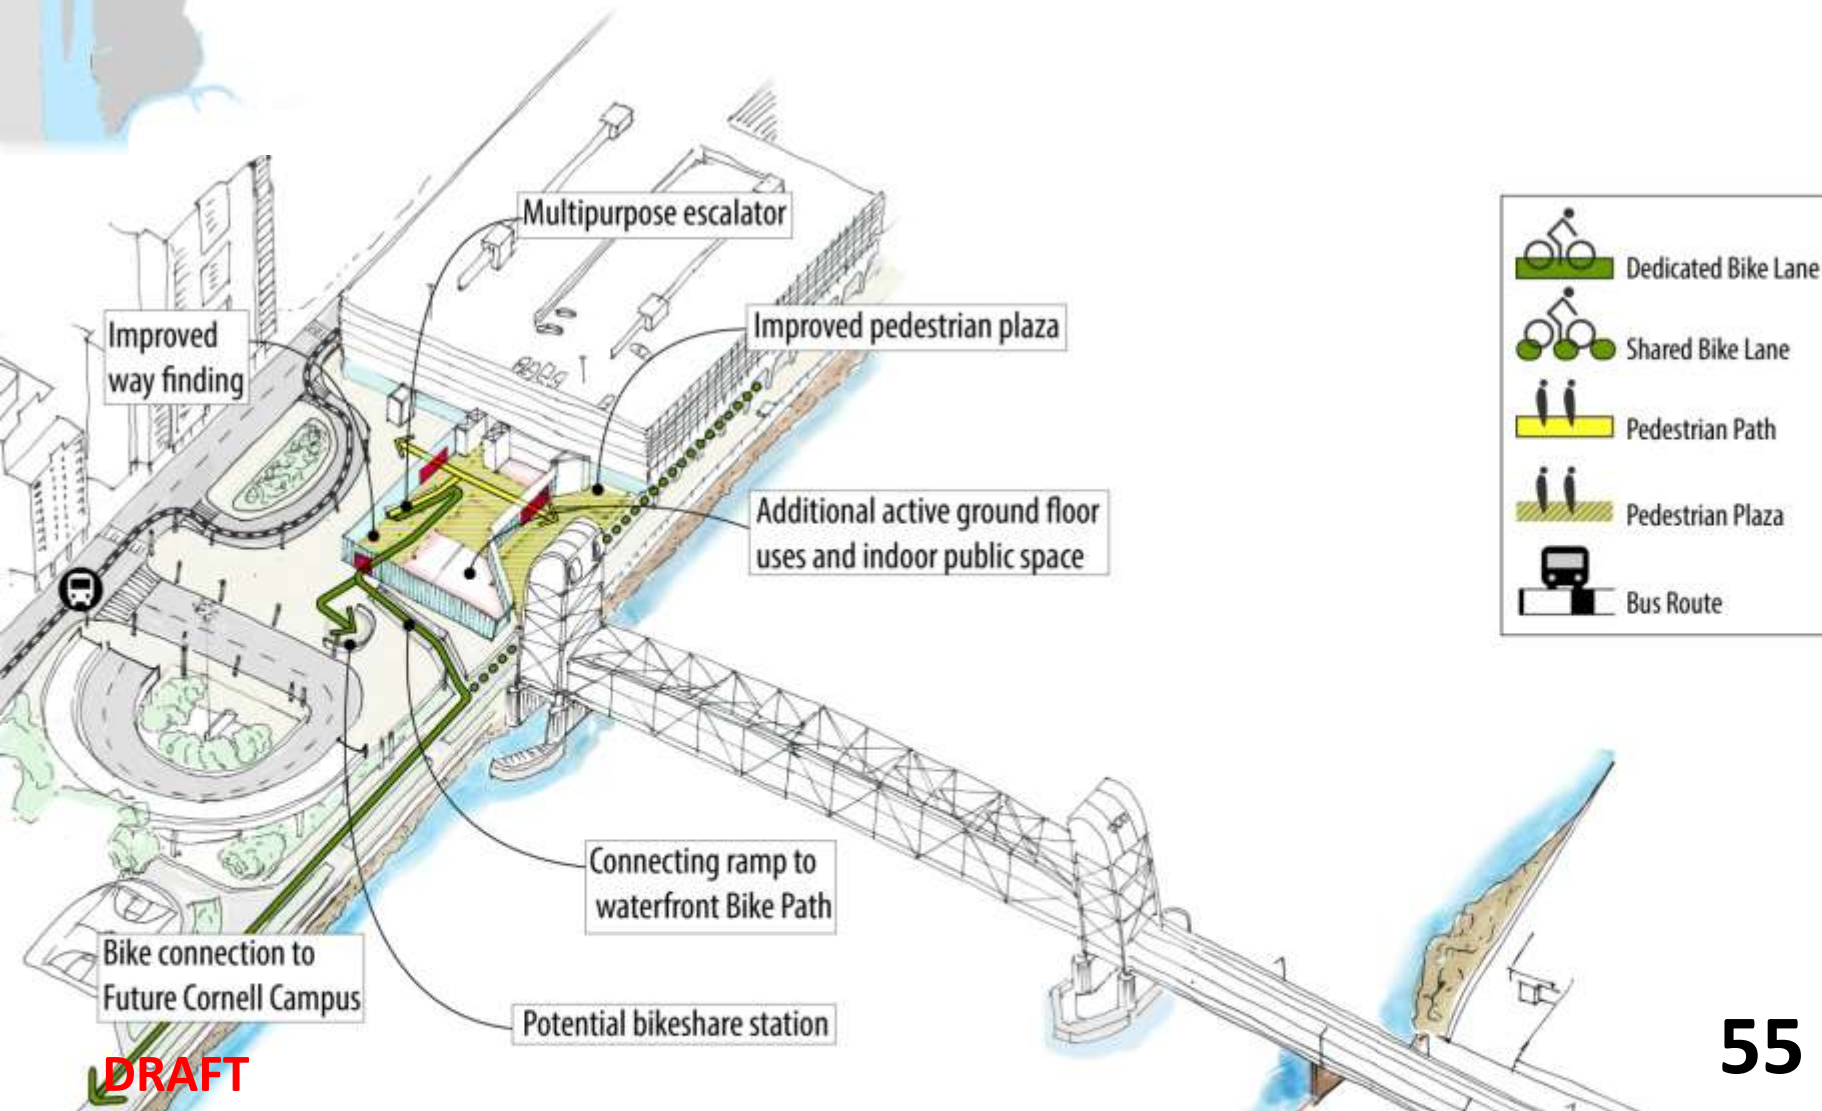 Multipurpose escalator
Improved
way finding
Improved pedestrian plaza
Additional active ground floor
uses and indoor public space
Connecting ramp to
waterfront Bike Path
Bike connection to
Future Cornell Campus
Potential bikeshare station
Dedicated Bike Lane
Shared Bike Lane
Pedestrian Path
Pedestrian Plaza
Bus Route
DRAFT
55